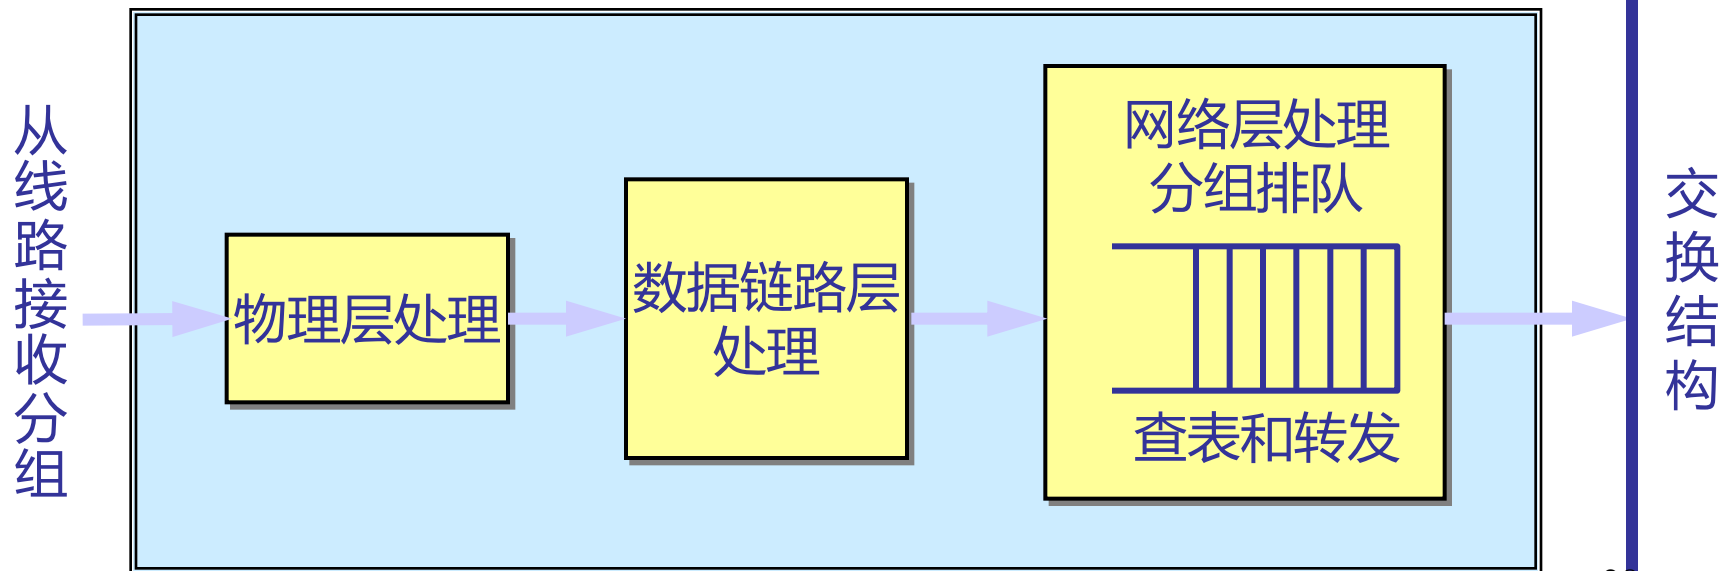 从线路接收分组
物理层处理
数据链路层
处理
网络层处理
分组排队
查表和转发
交换结构